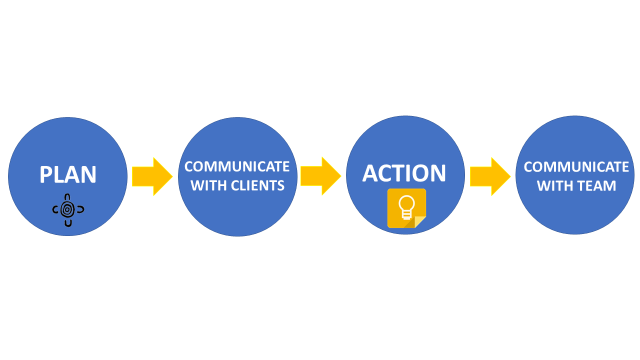 PLAN
COMMUNICATE
WITH CLIENTS
ACTION
COMMUNICATE
WITH TEAM